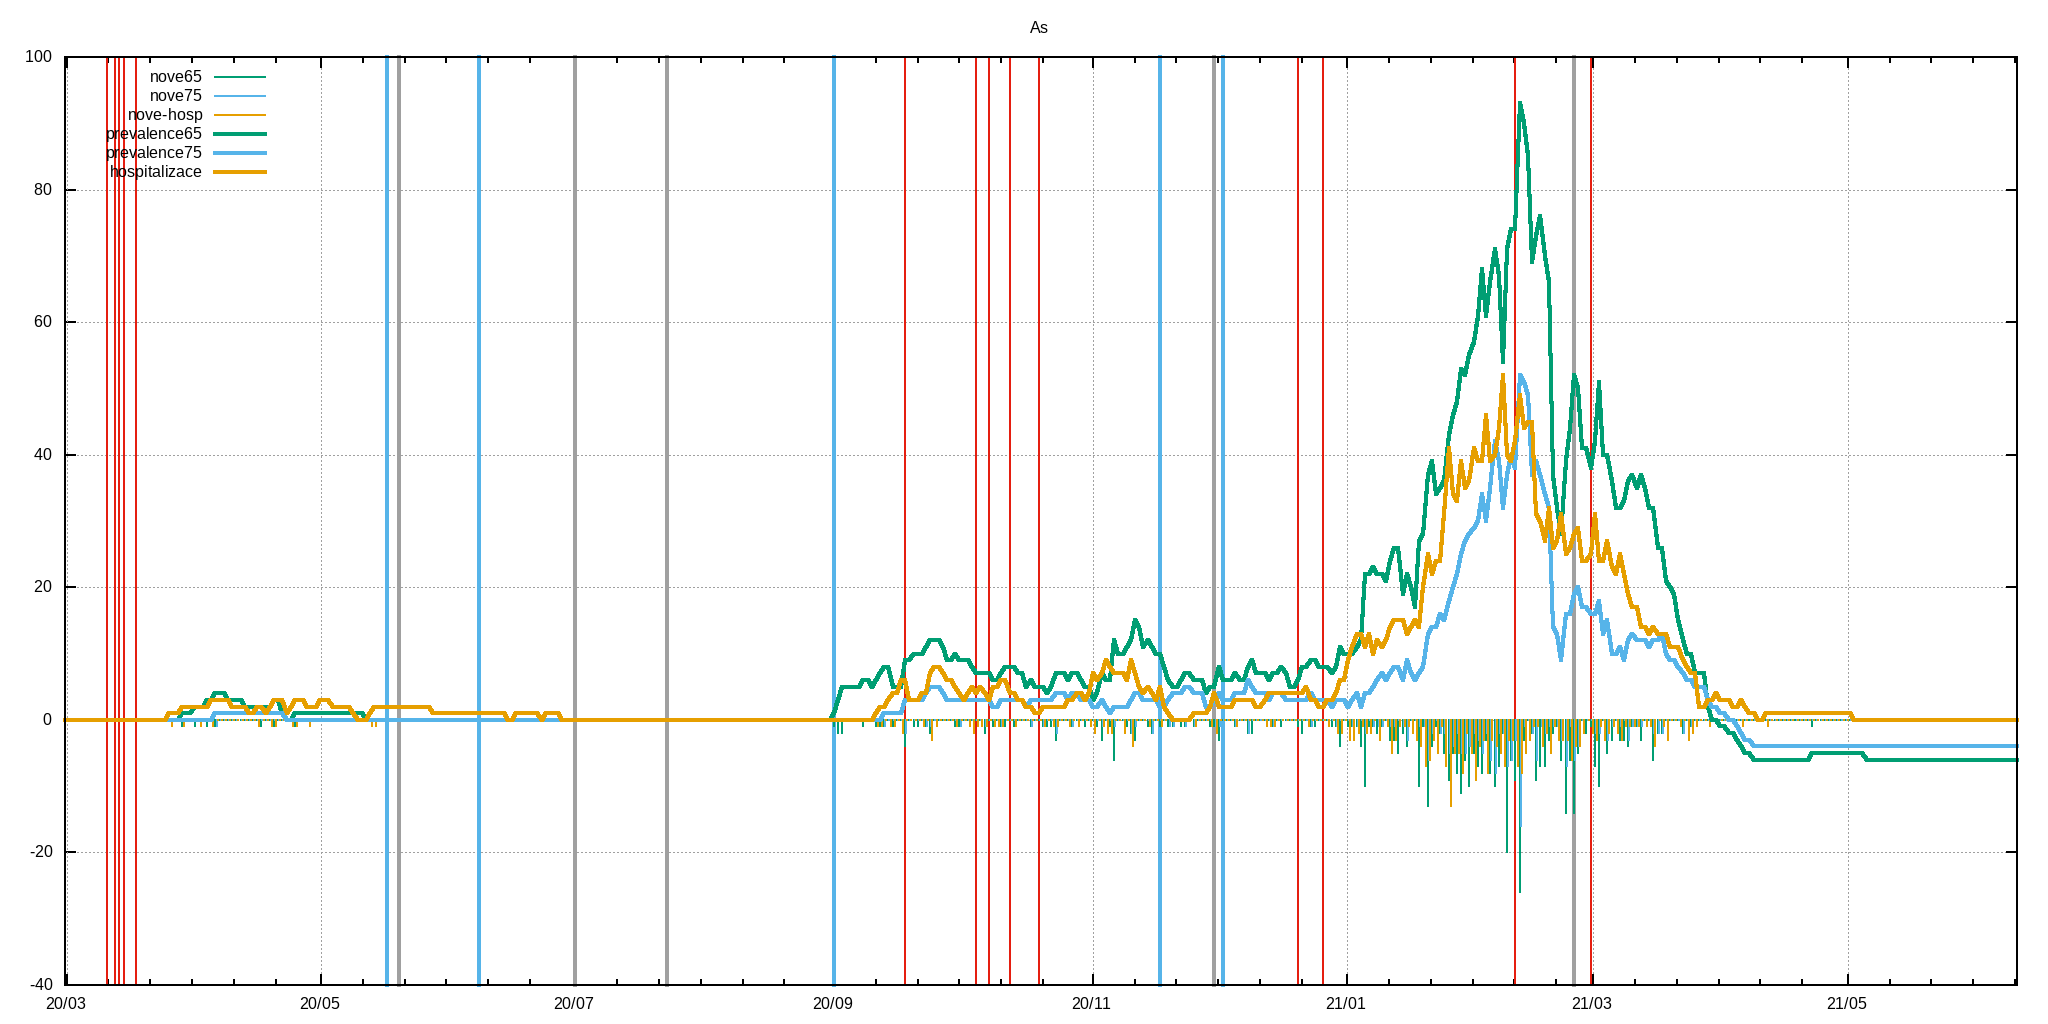 As
100
nove65
nove75
nove-hosp
prevalence65
prevalence75
hospitalizace
80
60
40
20
0
-20
-40
20/03 20/05 20/07 20/09 20/11 21/01 21/03 21/05